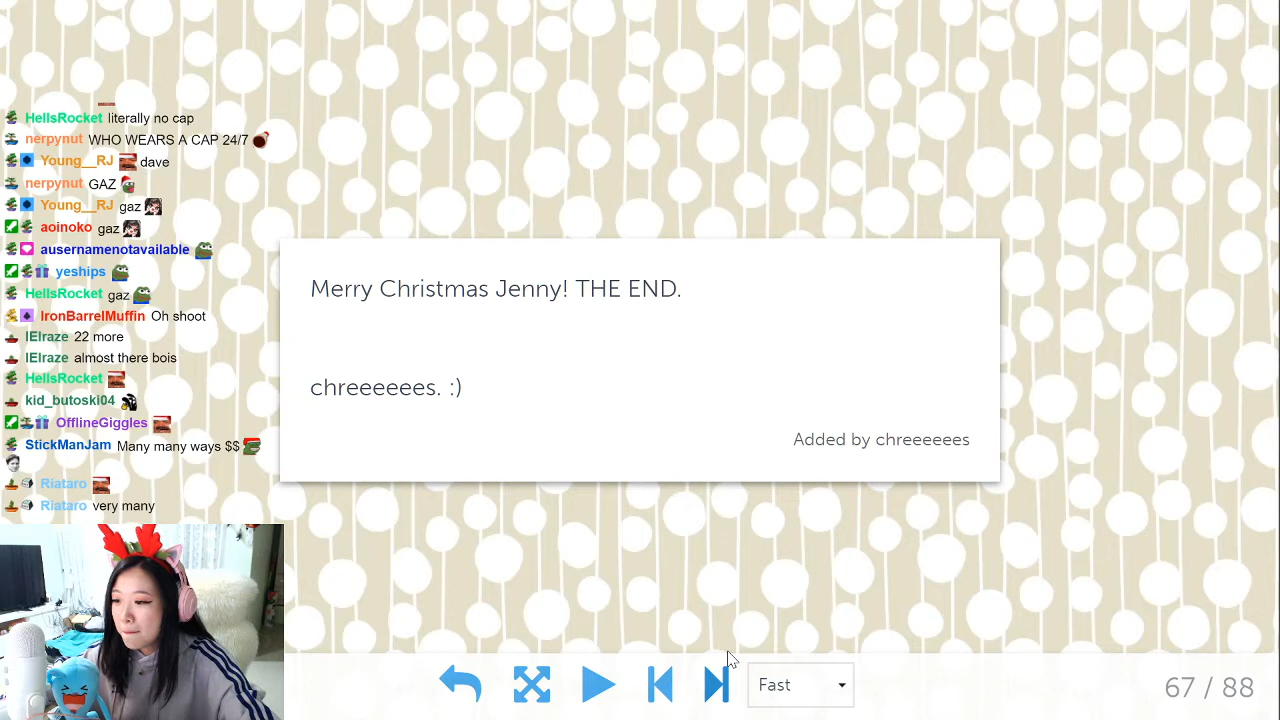 HellsRocket literally no cap
nerpynut WHO WEARS A CAP 24/7
Young__RJ dave
nerpynut GAZ
Young__RJ gaz
aoinoko gaz
ausernamenotavailable
yeships
HellsRocket gaz
IronBarrelMuffin Oh shoot
IElraze 22 more
IElraze almost there bois
HellsRocket
kid_butoski04
OfflineGiggles
StickManJam Many many ways $$
Riataro
Riataro very many
Merry Christmas Jenny! THE END.
chreeeeees. :)
Added by chreeeeees
Fast
67 / 88